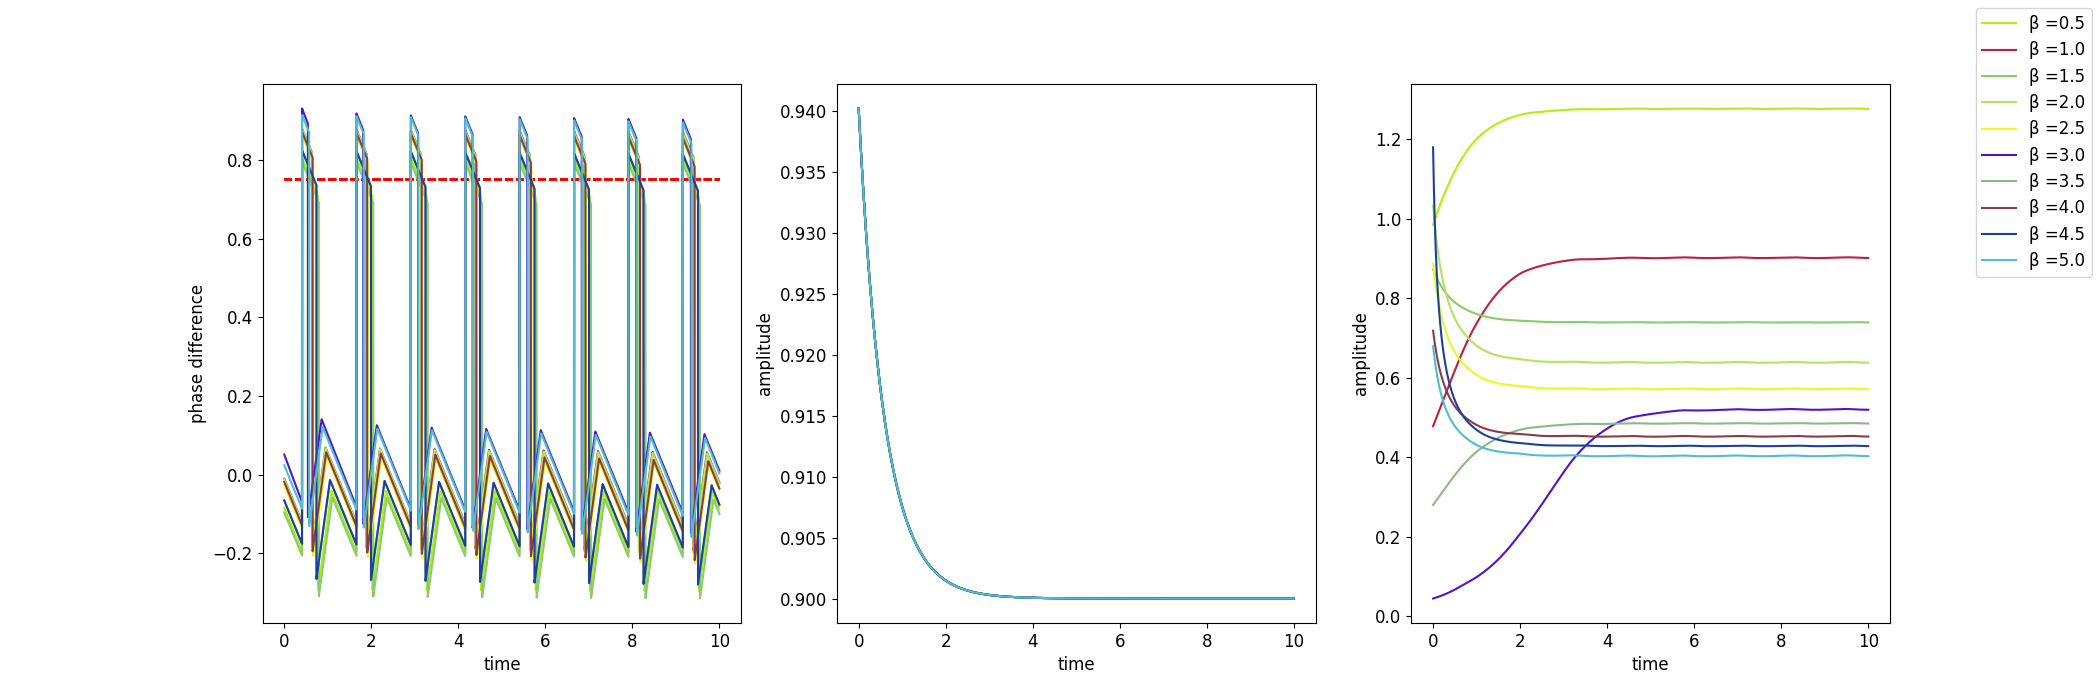 β =0.5
β =1.0
β =1.5
β =2.0
β =2.5
β =3.0
β =3.5
β =4.0
β =4.5
β =5.0
phase difference
0.8
0.6
0.4
0.2
0.0
−0.2
0 2 4 6 8 10
time
amplitude
0.940
0.935
0.930
0.925
0.920
0.915
0.910
0.905
0.900
0 2 4 6 8 10
time
amplitude
1.2
1.0
0.8
0.6
0.4
0.2
0.0
0 2 4 6 8 10
time